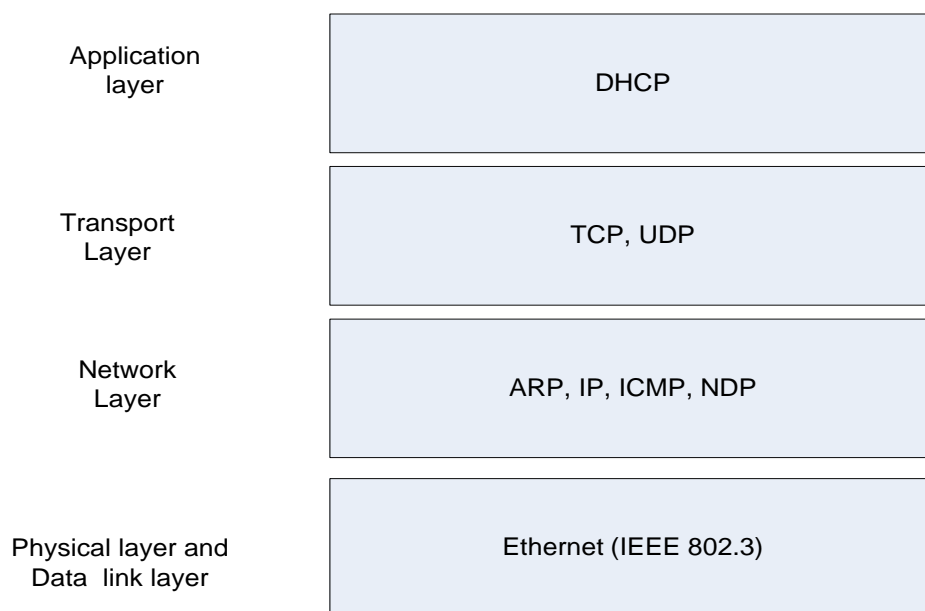 Application
layer
DHCP
Transport
Layer
TCP, UDP
Network
Layer
ARP, IP, ICMP, NDP
Physical layer and
Data link layer
Ethernet (IEEE 802.3)